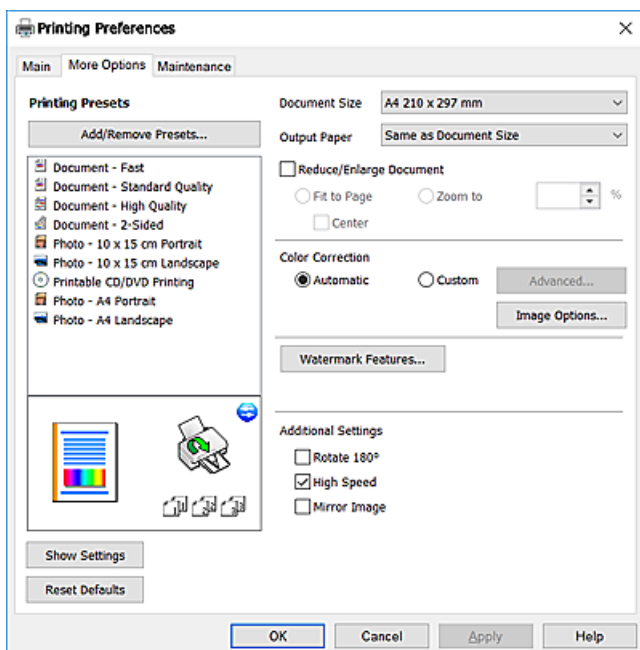 Printing Preferences
Main More Options Maintenance
Printing Presets
Add/Remove Presets...
Document - Fast
Document - Standard Quality
Document - High Quality
Document - 2-Sided
Photo - 10 x 15 cm Portrait
Photo - 10 x 15 cm Landscape
Printable CD/DVD Printing
Photo - A4 Portrait
Photo - A4 Landscape
Show Settings
Reset Defaults
Document Size A4 210 x 297 mm
Output Paper Same as Document Size
Reduce/Enlarge Document
Fit to Page Zoom to %
Center
Color Correction
Automatic Custom Advanced...
Image Options...
Watermark Features...
Additional Settings
Rotate 180º
High Speed
Mirror Image
OK Cancel Apply Help